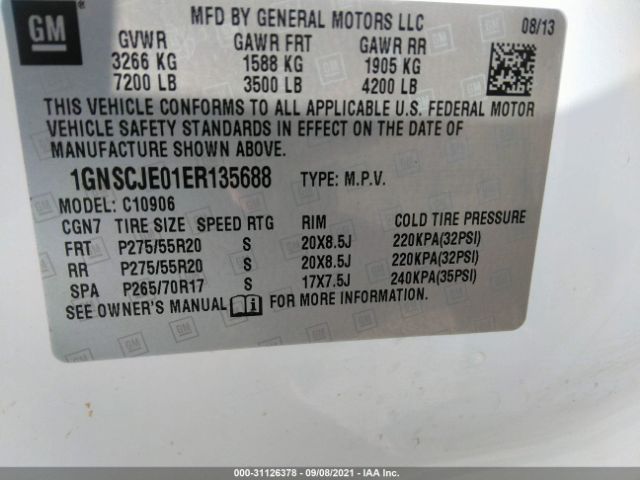 GM
MFD BY GENERAL MOTORS LLC 08/13
GVWR GAWR FRT GAWR RR
3266 KG 1588 KG 1905 KG
7200 LB 3500 LB 4200 LB
THIS VEHICLE CONFORMS TO ALL APPLICABLE U.S. FEDERAL MOTOR
VEHICLE SAFETY STANDARDS IN EFFECT ON THE DATE OF
MANUFACTURE SHOWN ABOVE.
1GNSCJE01ER135688 TYPE: M.P.V.
MODEL: C10906
CGN7 TIRE SIZE SPEED RTG RIM COLD TIRE PRESSURE
FRT P275/55R20 S 20X8.5J 220KPA(32PSI)
RR P275/55R20 S 20X8.5J 220KPA(32PSI)
SPA P265/70R17 S 17X7.5J 240KPA(35PSI)
SEE OWNER'S MANUAL FOR MORE INFORMATION.
000-31126378 - 09/08/2021 - IAA Inc.